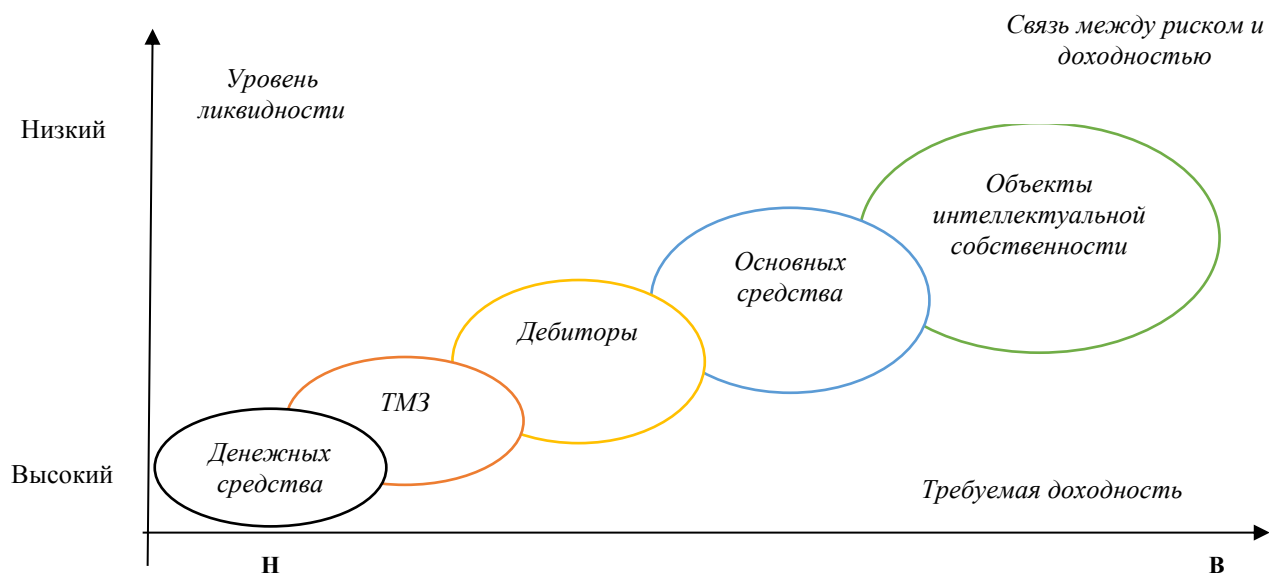 Связь между риском и
доходностью
Уровень
ликвидности
Низкий
Объекты
интеллектуальной
собственности
Основных
средства
Дебиторы
ТМЗ
Денежных
средства
Высокий
Требуемая доходность
Н
В